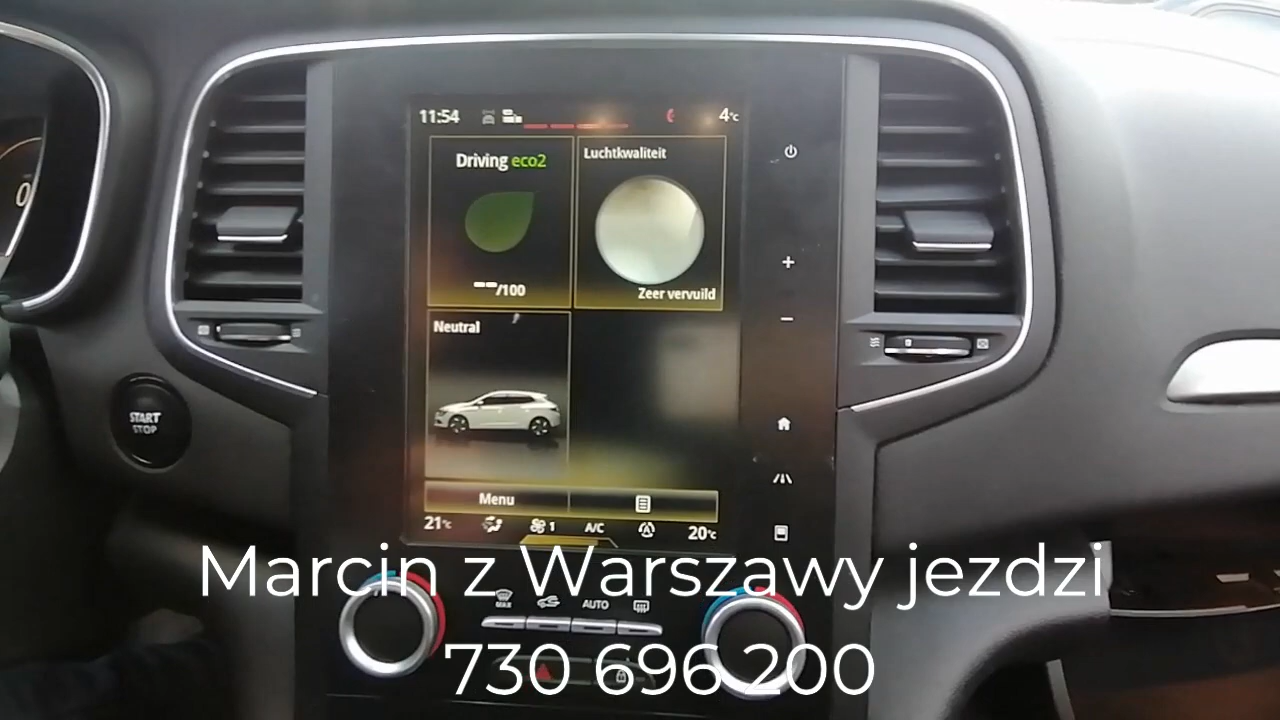 11:54
4°c
Driving eco2
Luchtkwaliteit
0
--/100
Zeer vervuild
Neutral
START
STOP
Menu
21°c
1
A/C
20°c
Marcin z Warszawy jezdzi
MAX
AUTO
730 696 200